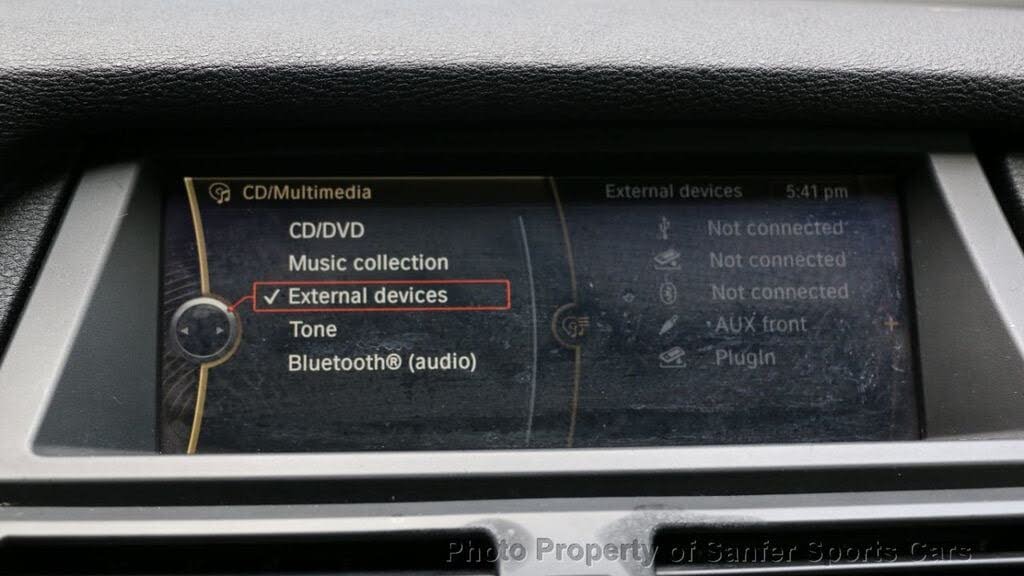 CD/Multimedia
CD/DVD
Music collection
External devices
Tone
Bluetooth® (audio)
External devices 5:41 pm
Not connected
Not connected
Not connected
AUX front
PlugIn
Photo Property of Sanfer Sports Cars